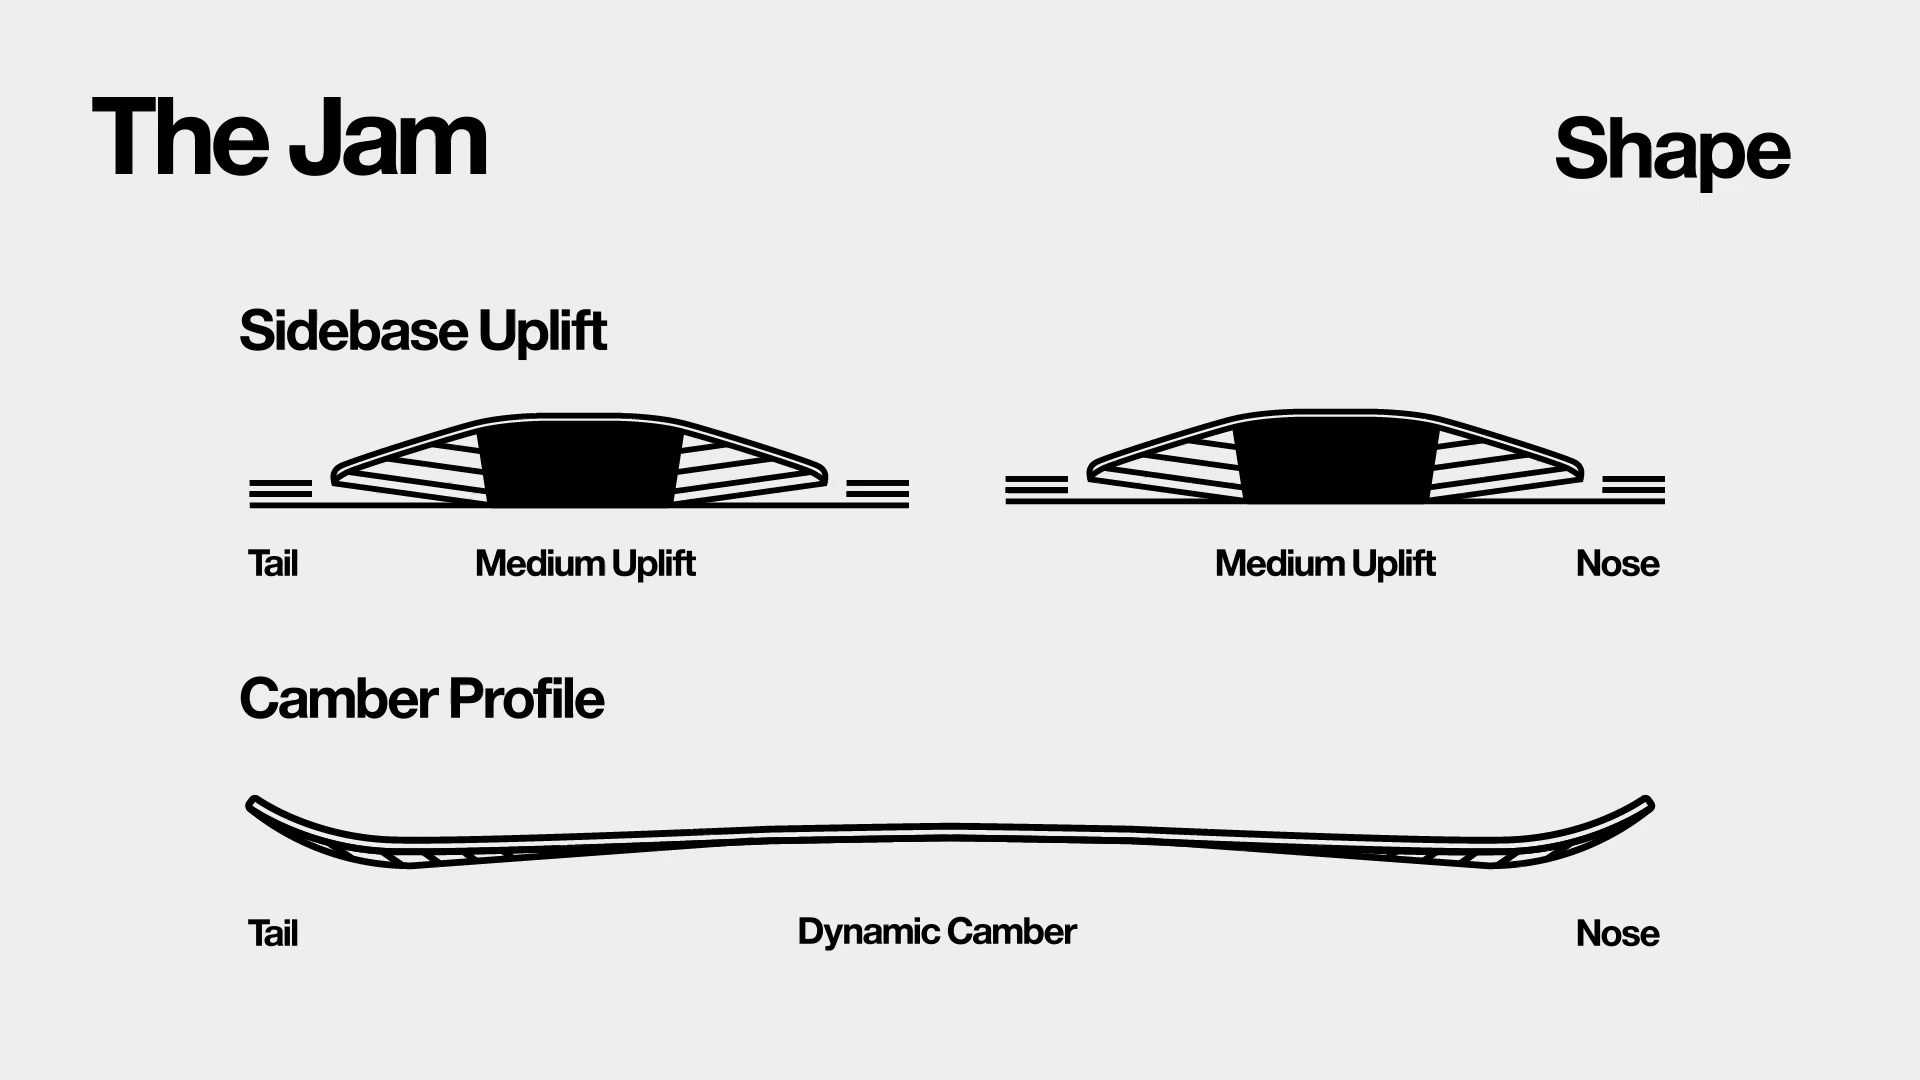 The Jam
Shape
Sidebase Uplift
Tail
Medium Uplift
Medium Uplift
Nose
Camber Profile
Tail
Dynamic Camber
Nose